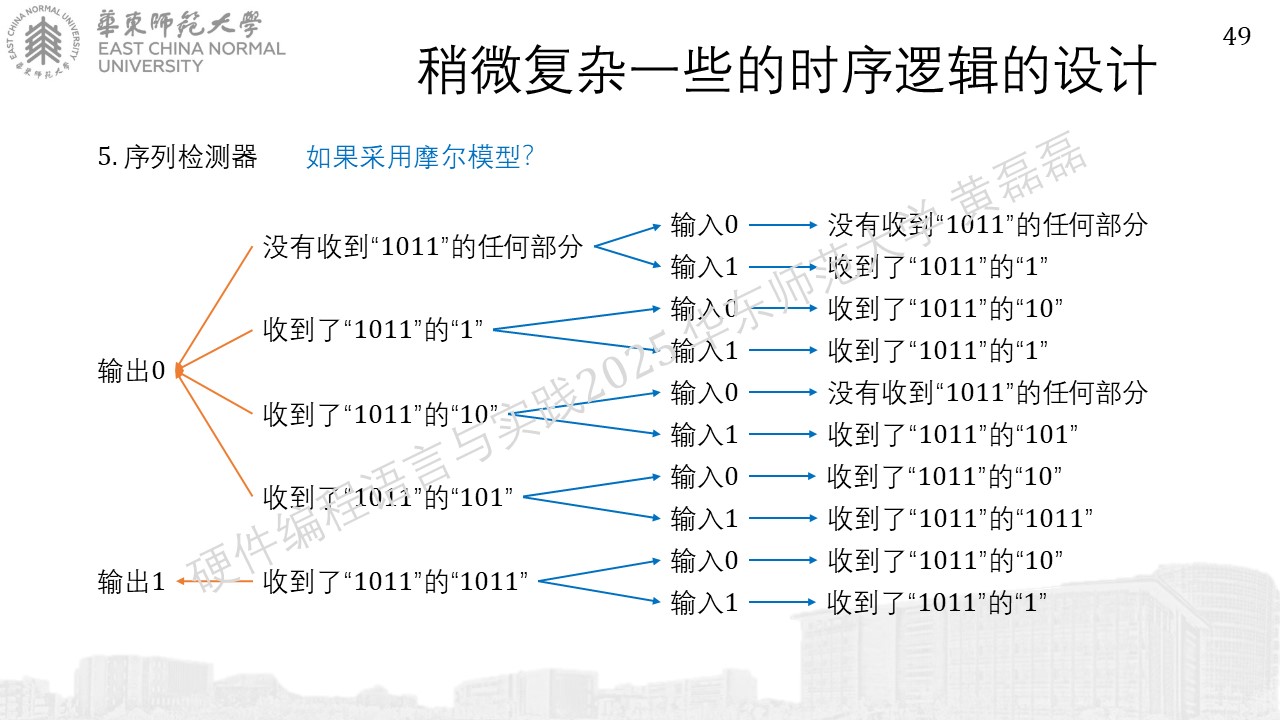 華東師範大學
EAST CHINA NORMAL
UNIVERSITY
EAST CHINA NORMAL UNIVERSITY
華東師範大學
49
稍微复杂一些的时序逻辑的设计
5. 序列检测器 如果采用摩尔模型?
没有收到“1011”的任何部分
输入0 没有收到“1011”的任何部分
输入1 收到了“1011”的“1”
收到了“1011”的“1”
输入0 收到了“1011”的“10”
输入1 收到了“1011”的“1”
输出0
收到了“1011”的“10”
输入0 没有收到“1011”的任何部分
输入1 收到了“1011”的“101”
收到了“1011”的“101”
输入0 收到了“1011”的“10”
输入1 收到了“1011”的“1011”
输出1 收到了“1011”的“1011”
输入0 收到了“1011”的“10”
输入1 收到了“1011”的“1”
硬件编程语言与实践2025 华东师范大学 黄磊磊